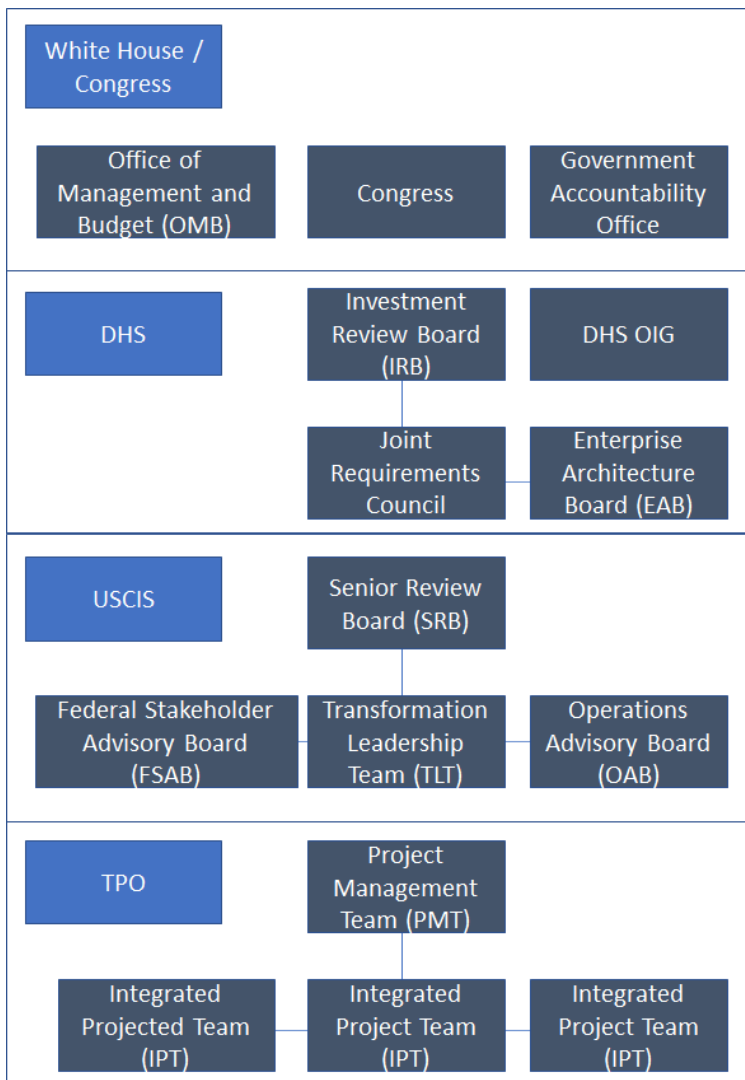 White House /
Congress
Office of
Management and
Budget (OMB)
Congress
Government
Accountability
Office
DHS
Investment
Review Board
(IRB)
DHS OIG
Joint
Requirements
Council
Enterprise
Architecture
Board (EAB)
USCIS
Senior Review
Board (SRB)
Federal Stakeholder
Advisory Board
(FSAB)
Transformation
Leadership
Team (TLT)
Operations
Advisory Board
(OAB)
TPO
Project
Management
Team (PMT)
Integrated
Projected Team
(IPT)
Integrated
Project Team
(IPT)
Integrated
Project Team
(IPT)